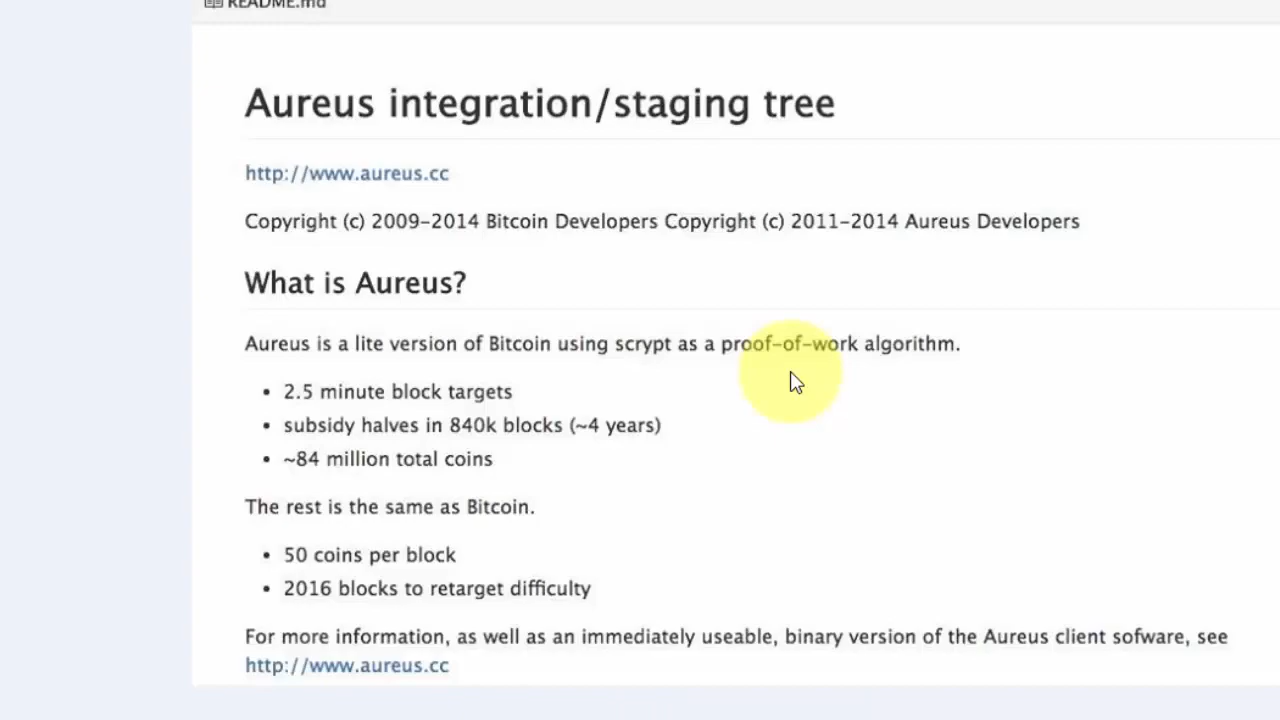 README.md
Aureus integration/staging tree
http://www.aureus.cc
Copyright (c) 2009-2014 Bitcoin Developers Copyright (c) 2011-2014 Aureus Developers
What is Aureus?
Aureus is a lite version of Bitcoin using scrypt as a proof-of-work algorithm.
• 2.5 minute block targets
• subsidy halves in 840k blocks (~4 years)
• ~84 million total coins
The rest is the same as Bitcoin.
• 50 coins per block
• 2016 blocks to retarget difficulty
For more information, as well as an immediately useable, binary version of the Aureus client sofware, see
http://www.aureus.cc